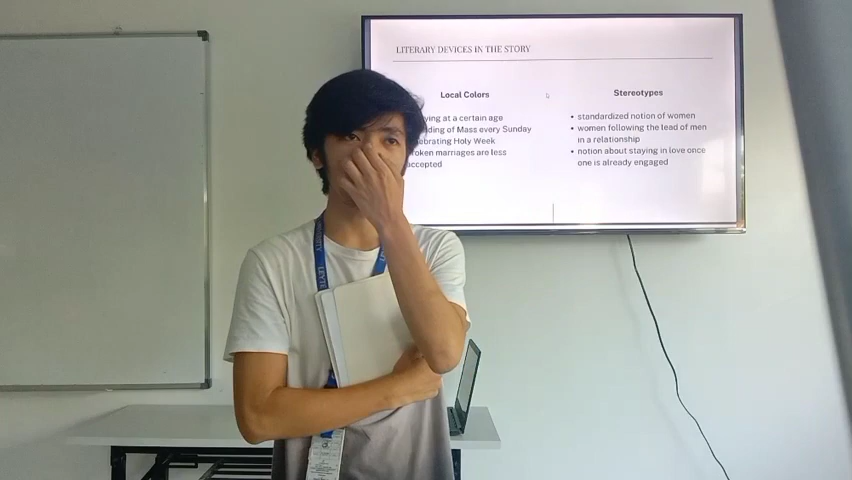 LITERARY DEVICES IN THE STORY
Local Colors
ying at a certain age
ding of Mass every Sunday
ebrating Holy Week
oken marriages are less
accepted
Stereotypes
• standardized notion of women
• women following the lead of men
in a relationship
• notion about staying in love once
one is already engaged
LEYTE